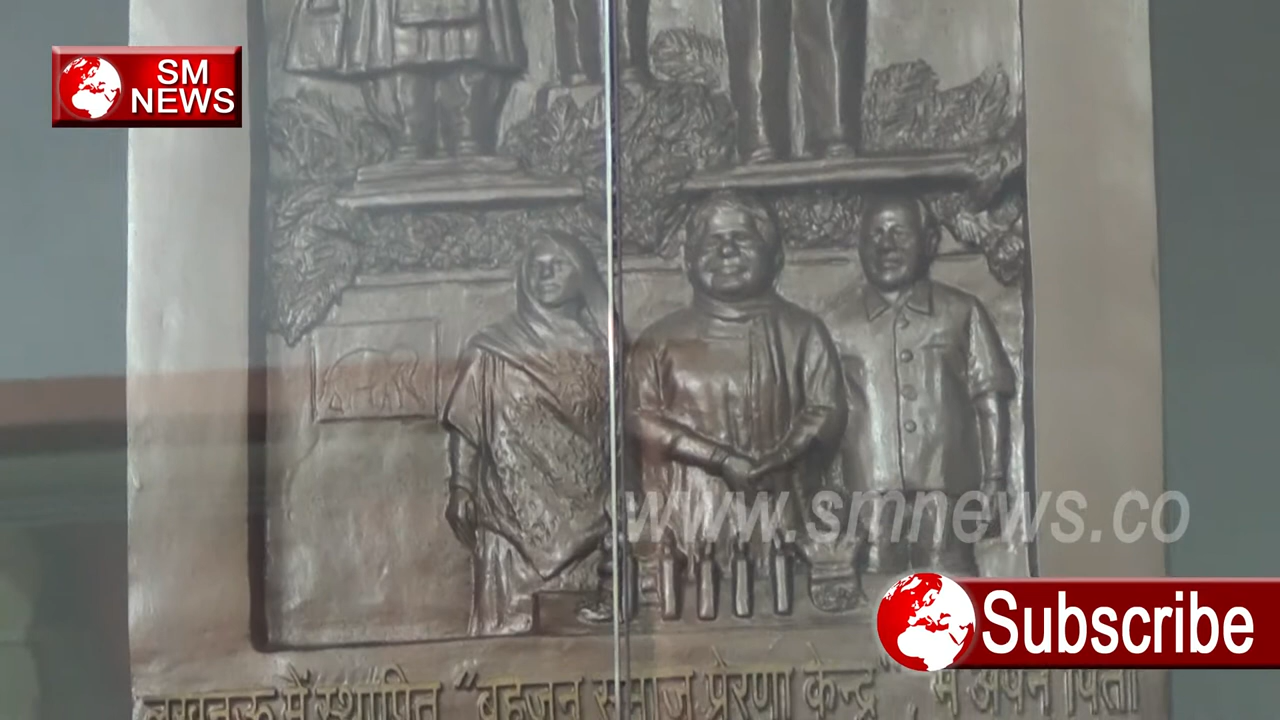 SM
NEWS
www.smnews.co
Subscribe
लखनऊ में स्थापित "बहुजन समाज प्रेरणा केन्द्र" में अपने पिता